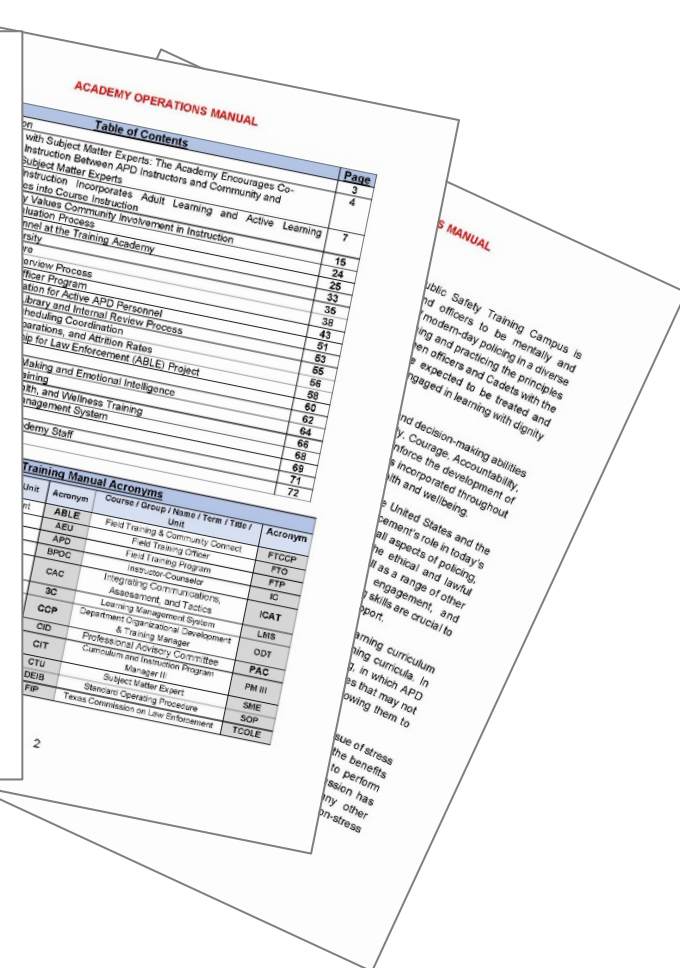 ACADEMY OPERATIONS MANUAL
Table of Contents
Page
on
3
with Subject Matter Experts: The Academy Encourages Co-
Instruction Between APD Instructors and Community and
Subject Matter Experts
4
Instruction Incorporates Adult Learning and Active Learning
es into Course Instruction
7
y Values Community Involvement in Instruction
15
luation Process
24
nnel at the Training Academy
25
rsity
33
re
35
erview Process
38
fficer Program
43
ation for Active APD Personnel
51
Library and Internal Review Process
53
heduling Coordination
55
parations, and Attrition Rates
56
hip for Law Enforcement (ABLE) Project
58
60
Making and Emotional Intelligence
62
aining
64
alth, and Wellness Training
66
anagement System
68
69
demy Staff
71
72
Training Manual Acronyms
Unit
Acronym
Course / Group / Name / Term / Title /
Unit
Acronym
nt
ABLE
Field Training & Community Connect
FTCCP
AEU
Field Training Officer
FTO
APD
Field Training Program
FTP
BPOC
Instructor-Counselor
IC
CAC
Integrating Communications,
Assessment, and Tactics
ICAT
3C
Learning Management System
LMS
CCP
Department Organizational Development
& Training Manager
ODT
CID
Professional Advisory Committee
PAC
CIT
Curriculum and Instruction Program
Manager III
PM III
CTU
Subject Matter Expert
SME
DEIB
Standard Operating Procedure
SOP
FIP
Texas Commission on Law Enforcement
TCOLE
2
S MANUAL
ublic Safety Training Campus is
nd officers to be mentally and
f modern-day policing in a diverse
ing and practicing the principles
en officers and Cadets with the
e expected to be treated and
ngaged in learning with dignity
nd decision-making abilities
y, Courage, Accountability,
nforce the development of
s incorporated throughout
lth and wellbeing.
e United States and the
cement's role in today's
all aspects of policing,
he ethical and lawful
ll as a range of other
engagement, and
skills are crucial to
port.
arning curriculum
ning curricula. In
g, in which APD
es that may not
owing them to
sue of stress
the benefits
to perform
ssion has
any other
on-stress